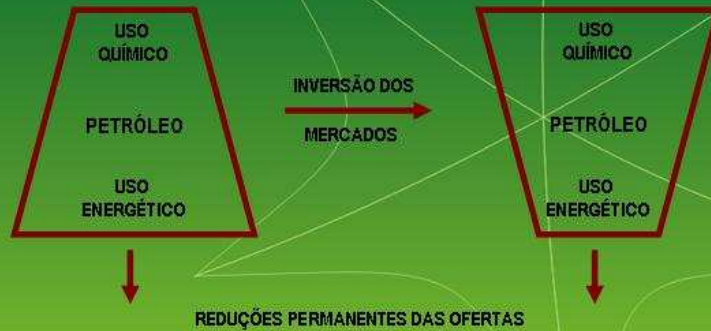 USO
QUÍMICO
PETRÓLEO
USO
ENERGÉTICO
INVERSÃO DOS
MERCADOS
USO
QUÍMICO
PETRÓLEO
USO
ENERGÉTICO
REDUÇÕES PERMANENTES DAS OFERTAS